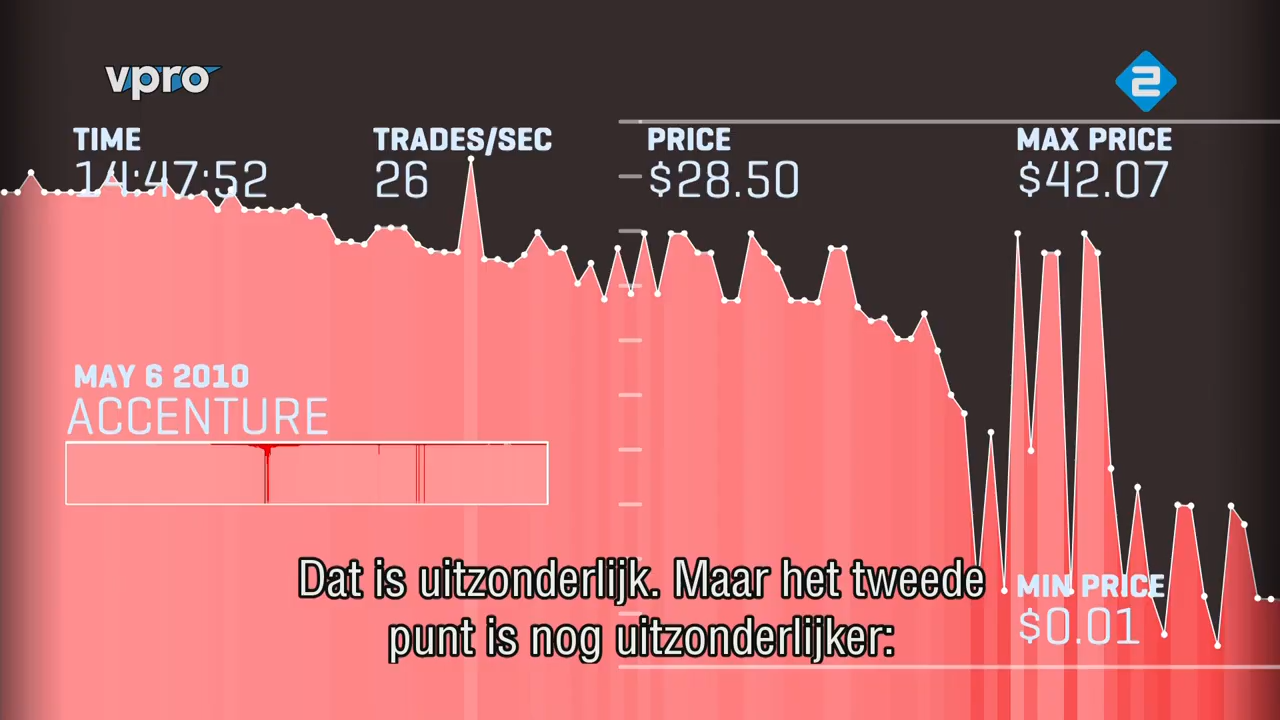 vpro
2
TIME
14:47:52
TRADES/SEC
26
PRICE
$28.50
MAX PRICE
$42.07
MAY 6 2010
ACCENTURE
Dat is uitzonderlijk. Maar het tweede
punt is nog uitzonderlijker:
MIN PRICE
$0.01